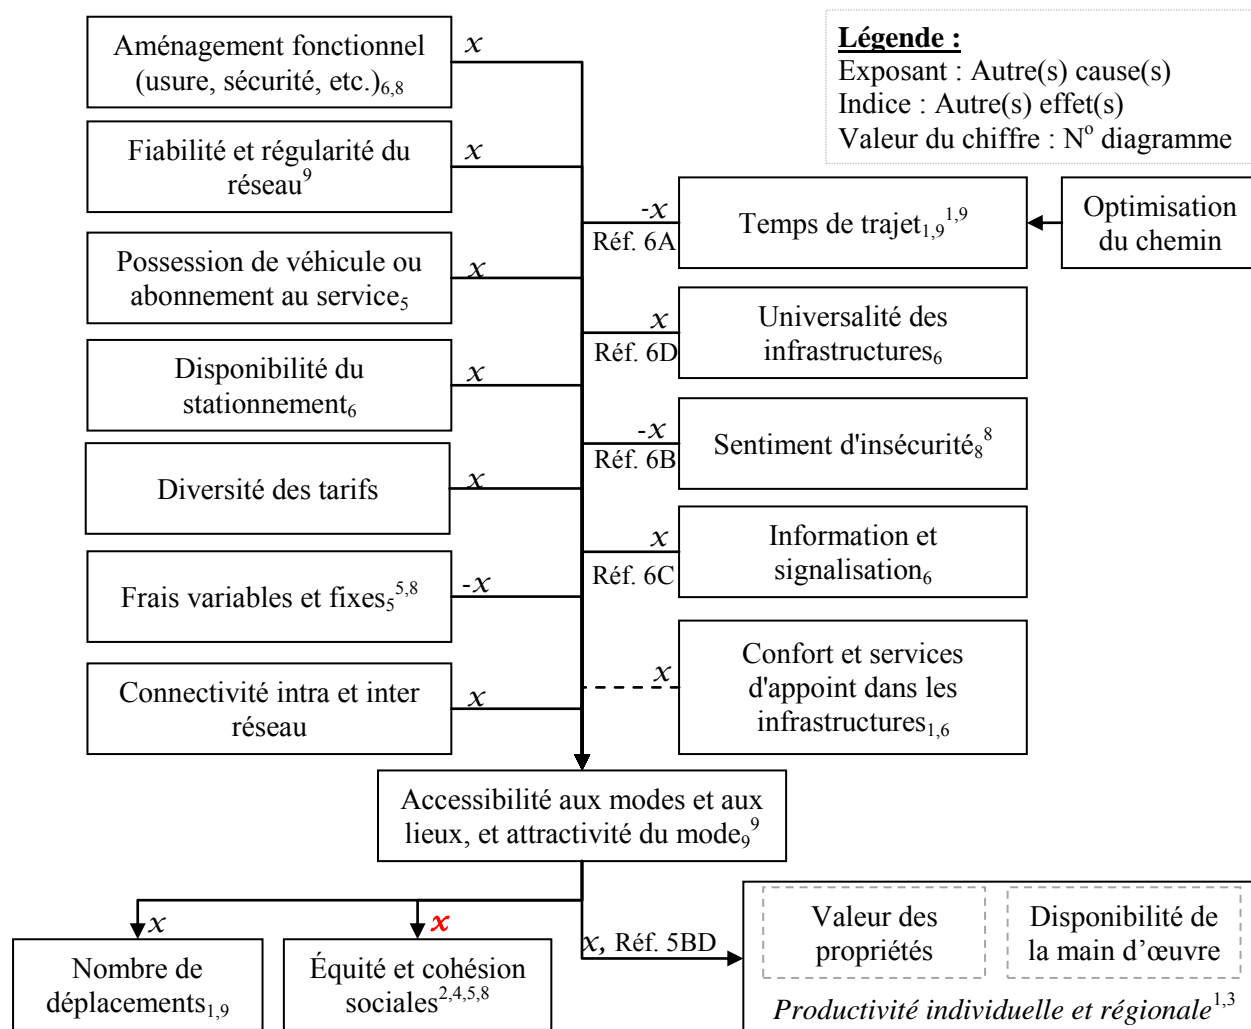 Aménagement fonctionnel
(usure, sécurité, etc.)6,8
x
Légende :
Exposant : Autre(s) cause(s)
Indice : Autre(s) effet(s)
Valeur du chiffre : No diagramme
Fiabilité et régularité du
réseau9
x
-x
Réf. 6A
Temps de trajet1,9 1,9
Optimisation
du chemin
Possession de véhicule ou
abonnement au service5
x
x
Réf. 6D
Universalité des
infrastructures6
Disponibilité du
stationnement6
x
-x
Réf. 6B
Sentiment d'insécurité8 8
Diversité des tarifs
x
x
Réf. 6C
Information et
signalisation6
Frais variables et fixes5 5,8
-x
x
Confort et services
d'appoint dans les
infrastructures1,6
Connectivité intra et inter
réseau
x
Accessibilité aux modes et aux
lieux, et attractivité du mode9 9
x
Nombre de
déplacements1,9
x
Équité et cohésion
sociales2,4,5,8
x, Réf. 5BD
Valeur des
propriétés
Disponibilité de
la main d’œuvre
Productivité individuelle et régionale1,3